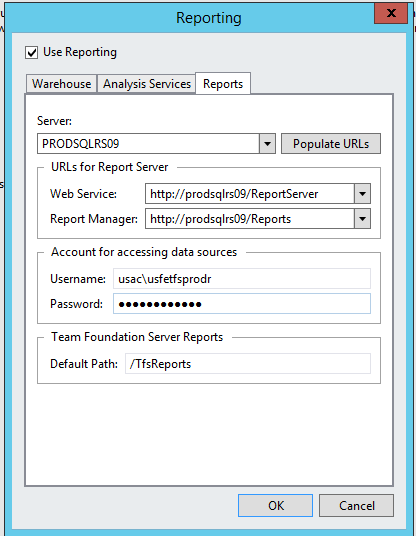 Reporting
x
Use Reporting
Warehouse Analysis Services Reports
Server:
PRODSQLRS09 Populate URLs
URLs for Report Server
Web Service: http://prodsqlrs09/ReportServer
Report Manager: http://prodsqlrs09/Reports
Account for accessing data sources
Username: usac\usfetfsprodr
Password: ●●●●●●●●●●●●
Team Foundation Server Reports
Default Path: /TfsReports
OK Cancel